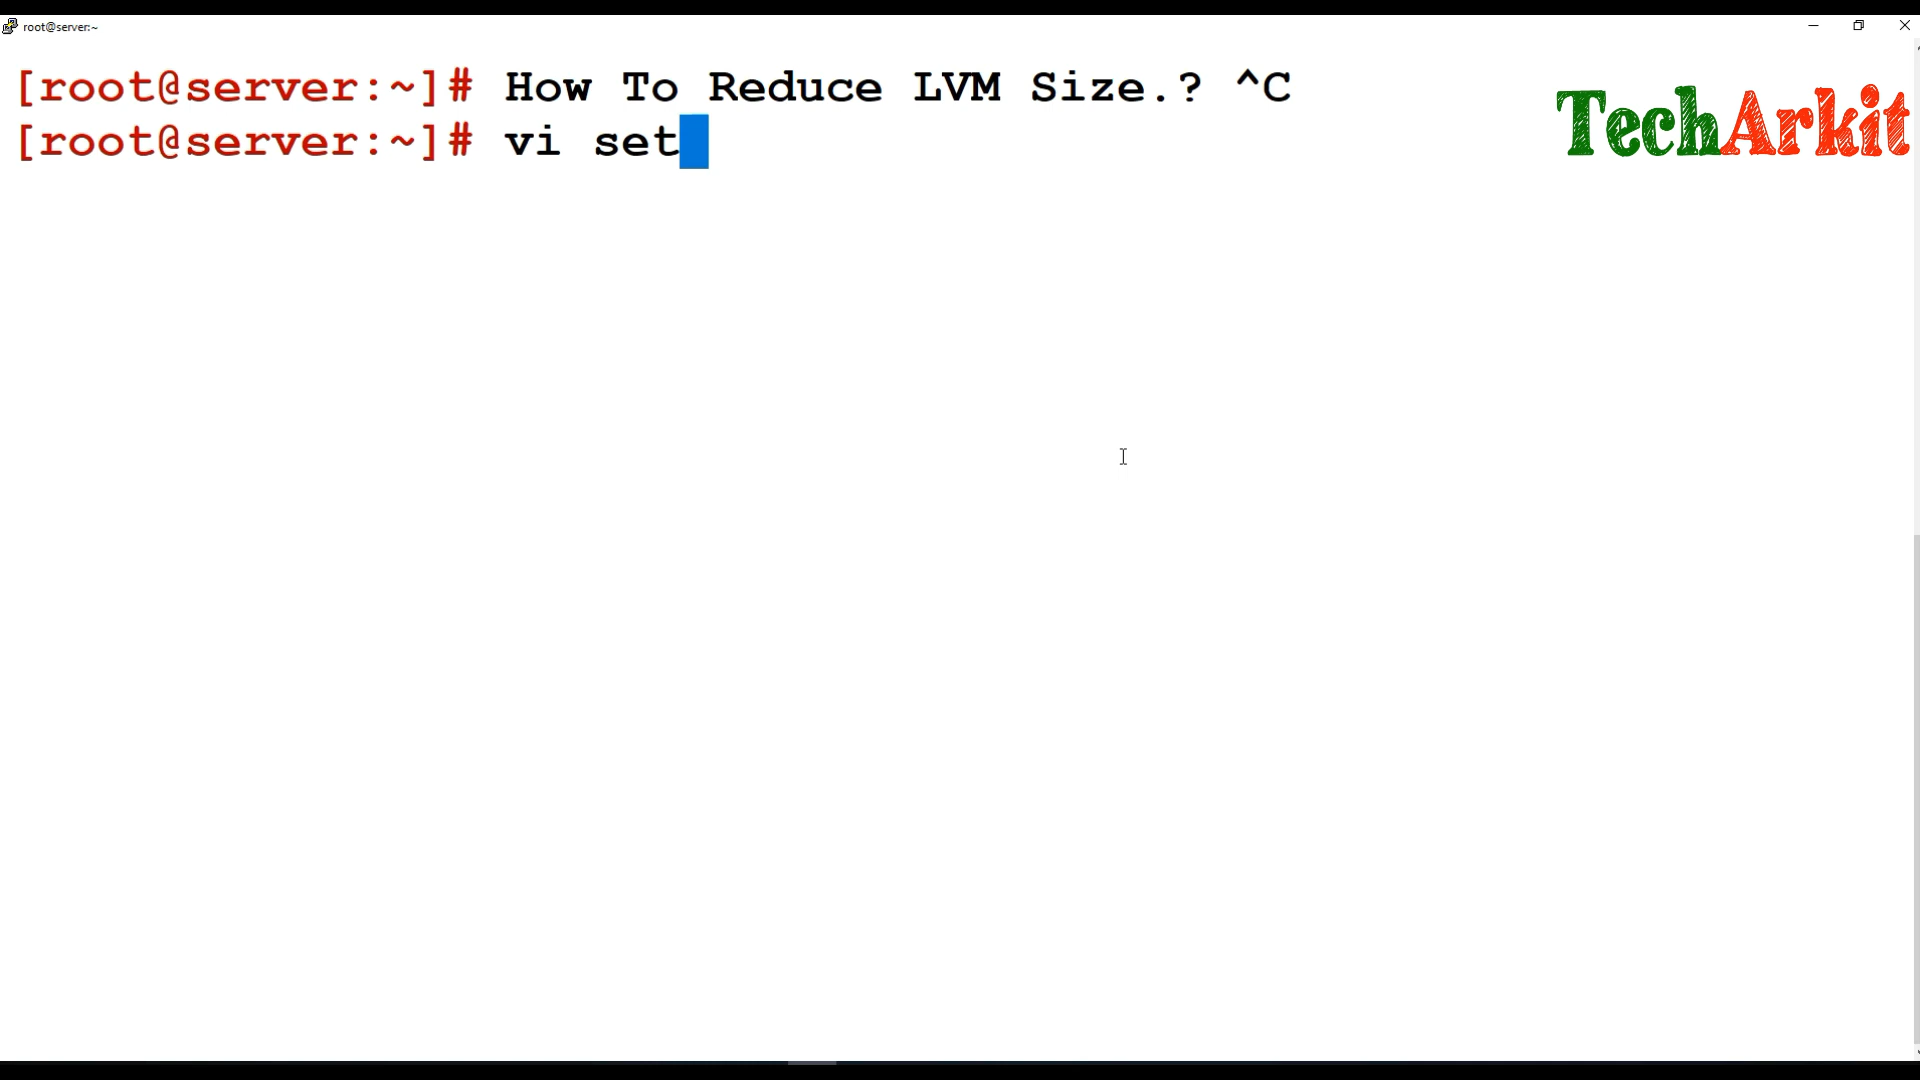 root@server:~
[root@server:~]# How To Reduce LVM Size.? ^C
[root@server:~]# vi set
TechArkit